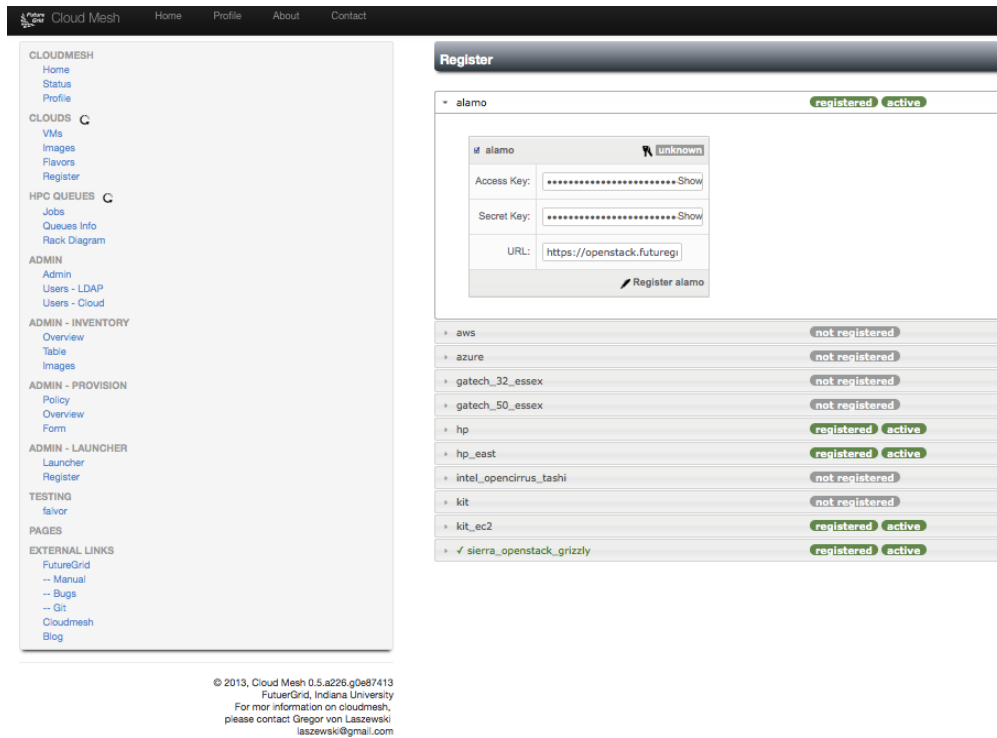 Future Grid Cloud Mesh Home Profile About Contact
CLOUDMESH
Home
Status
Profile
CLOUDS
VMs
Images
Flavors
Register
HPC QUEUES
Jobs
Queues Info
Rack Diagram
ADMIN
Admin
Users - LDAP
Users - Cloud
ADMIN - INVENTORY
Overview
Table
Images
ADMIN - PROVISION
Policy
Overview
Form
ADMIN - LAUNCHER
Launcher
Register
TESTING
faivor
PAGES
EXTERNAL LINKS
FutureGrid
-- Manual
-- Bugs
-- Git
Cloudmesh
Blog
© 2013, Cloud Mesh 0.5.a226.g0e87413
FutuerGrid, Indiana University
For mor information on cloudmesh,
please contact Gregor von Laszewski
laszewski@gmail.com
Register
alamo registered active
alamo unknown
Access Key: Show
Secret Key: Show
URL: https://openstack.futuregr
Register alamo
aws not registered
azure not registered
gatech_32_essex not registered
gatech_50_essex not registered
hp registered active
hp_east registered active
intel_opencirrus_tashi not registered
kit not registered
kit_ec2 registered active
✓ sierra_openstack_grizzly registered active